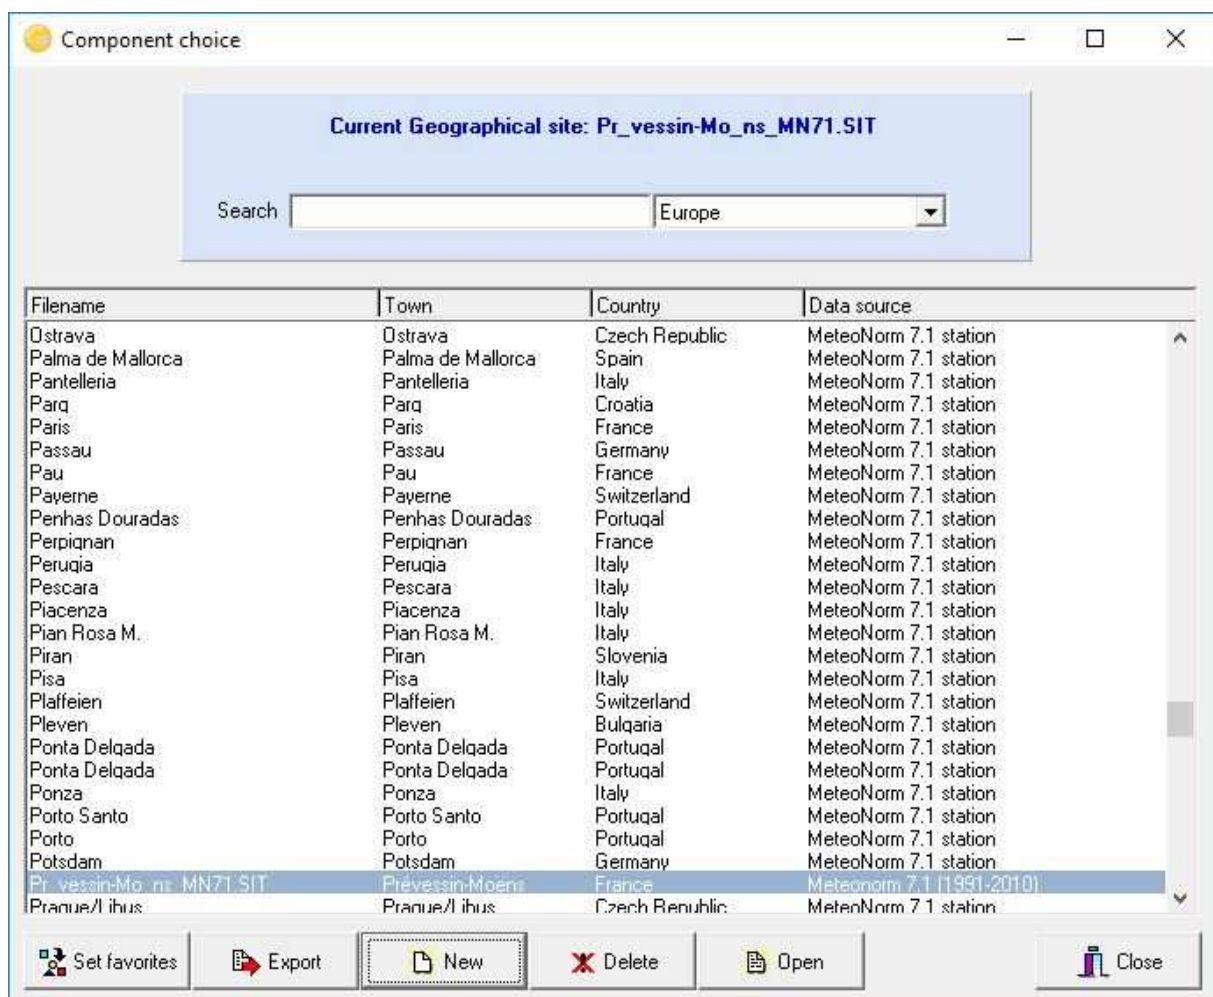 Component choice
Current Geographical site: Pr_vessin-Mo_ns_MN71.SIT
Search Europe
Filename Town Country Data source
Ostrava Ostrava Czech Republic MeteoNorm 7.1 station
Palma de Mallorca Palma de Mallorca Spain MeteoNorm 7.1 station
Pantelleria Pantelleria Italy MeteoNorm 7.1 station
Parg Parg Croatia MeteoNorm 7.1 station
Paris Paris France MeteoNorm 7.1 station
Passau Passau Germany MeteoNorm 7.1 station
Pau Pau France MeteoNorm 7.1 station
Payerne Payerne Switzerland MeteoNorm 7.1 station
Penhas Douradas Penhas Douradas Portugal MeteoNorm 7.1 station
Perpignan Perpignan France MeteoNorm 7.1 station
Perugia Perugia Italy MeteoNorm 7.1 station
Pescara Pescara Italy MeteoNorm 7.1 station
Piacenza Piacenza Italy MeteoNorm 7.1 station
Pian Rosa M. Pian Rosa M. Italy MeteoNorm 7.1 station
Piran Piran Slovenia MeteoNorm 7.1 station
Pisa Pisa Italy MeteoNorm 7.1 station
Plaffeien Plaffeien Switzerland MeteoNorm 7.1 station
Pleven Pleven Bulgaria MeteoNorm 7.1 station
Ponta Delgada Ponta Delgada Portugal MeteoNorm 7.1 station
Ponta Delgada Ponta Delgada Portugal MeteoNorm 7.1 station
Ponza Ponza Italy MeteoNorm 7.1 station
Porto Santo Porto Santo Portugal MeteoNorm 7.1 station
Porto Porto Portugal MeteoNorm 7.1 station
Potsdam Potsdam Germany MeteoNorm 7.1 station
Pr_vessin-Mo_ns_MN71.SIT Prévessin-Moëns France Meteonorm 7.1 (1991-2010)
Prague/Libus Prague/Libus Czech Republic MeteoNorm 7.1 station
Set favorites Export New Delete Open Close